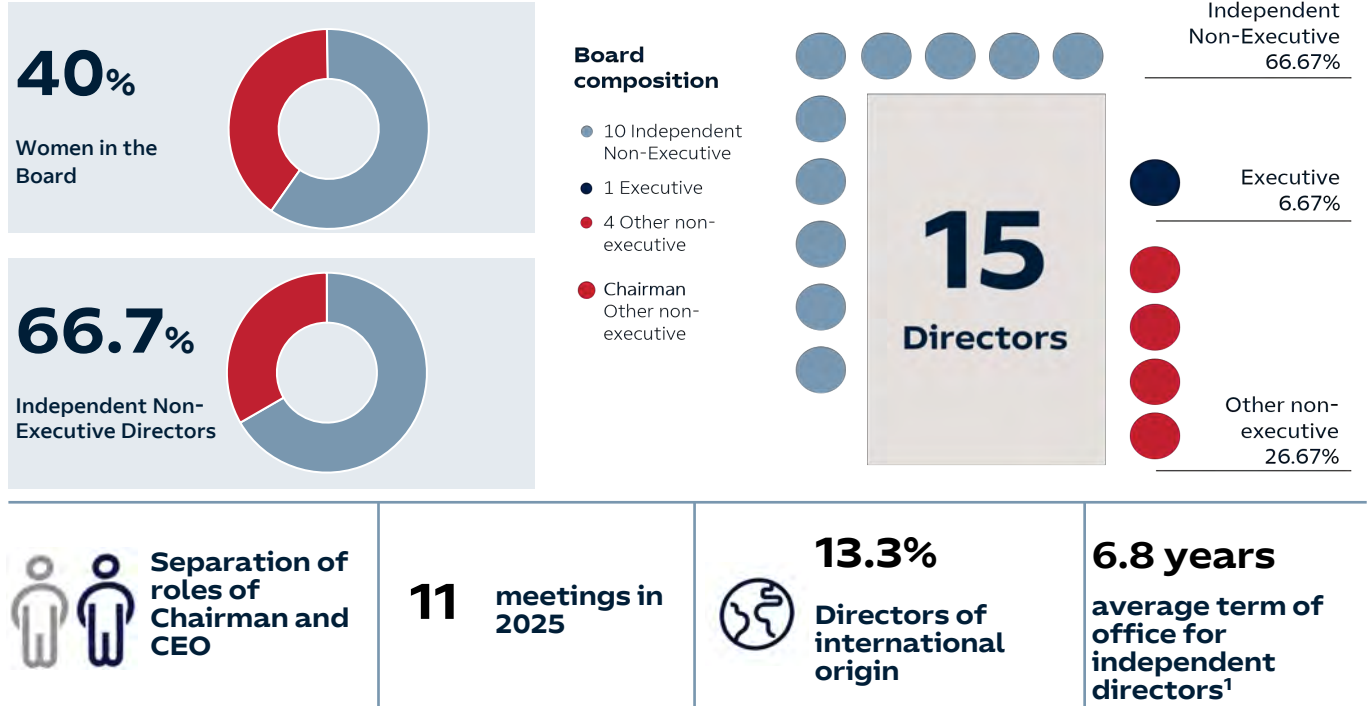 40%
Women in the
Board
66.7%
Independent Non-
Executive Directors
Board
composition
10 Independent
Non-Executive
1 Executive
4 Other non-
executive
Chairman
Other non-
executive
15
Directors
Independent
Non-Executive
66.67%
Executive
6.67%
Other non-
executive
26.67%
Separation of
roles of
Chairman and
CEO
11
meetings in
2025
13.3%
Directors of
international
origin
6.8 years
average term of
office for
independent
directors¹